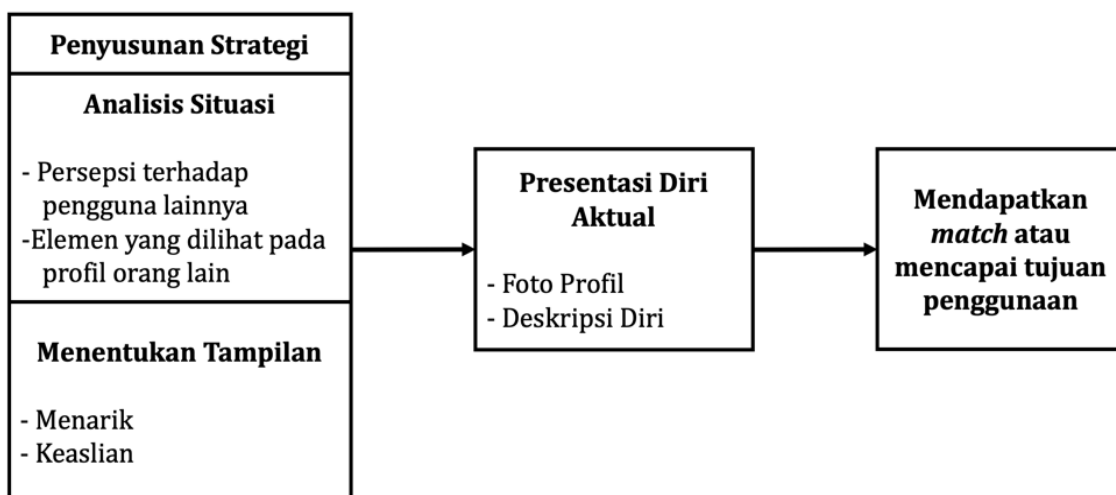 Penyusunan Strategi
Analisis Situasi
- Persepsi terhadap
pengguna lainnya
-Elemen yang dilihat pada
profil orang lain
Menentukan Tampilan
- Menarik
- Keaslian
Presentasi Diri
Aktual
- Foto Profil
- Deskripsi Diri
Mendapatkan
match atau
mencapai tujuan
penggunaan